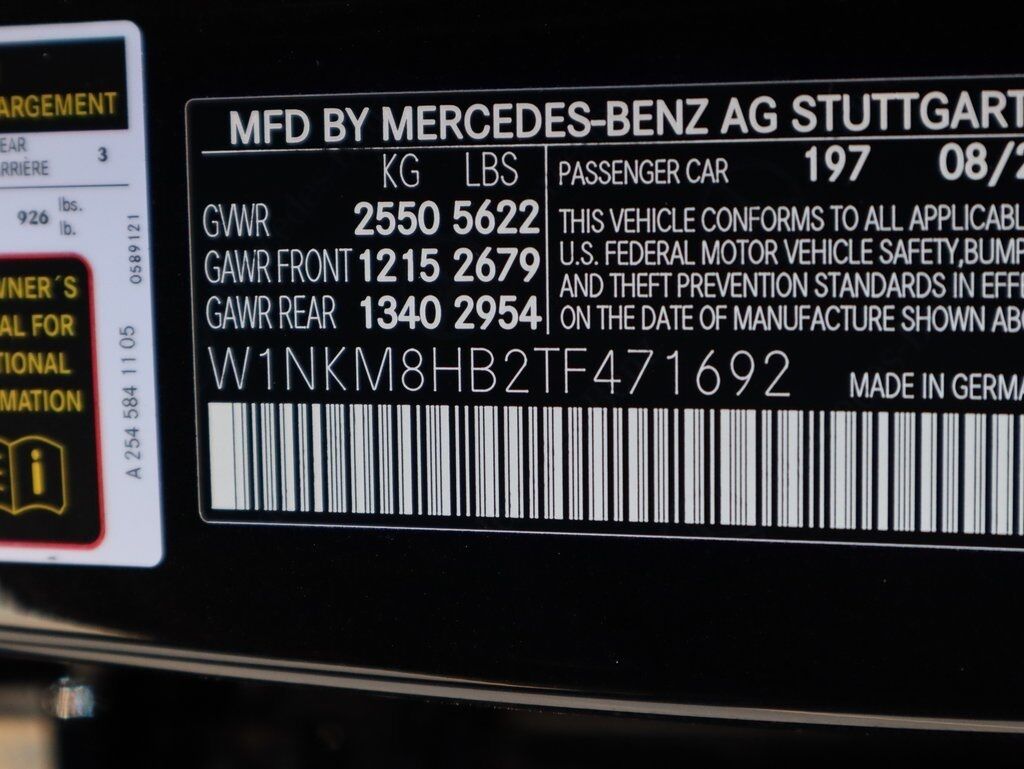 ARGEMENT
EAR
RRIÈRE 3
926 lbs.
lb.
WNER´S
AL FOR
TIONAL
MATION
i
0589121
A 254 584 11 05
MFD BY MERCEDES-BENZ AG STUTTGART
KG LBS
GVWR 2550 5622
GAWR FRONT 1215 2679
GAWR REAR 1340 2954
PASSENGER CAR 197 08/2
THIS VEHICLE CONFORMS TO ALL APPLICABL
U.S. FEDERAL MOTOR VEHICLE SAFETY,BUMP
AND THEFT PREVENTION STANDARDS IN EFF
ON THE DATE OF MANUFACTURE SHOWN ABO
W1NKM8HB2TF471692
MADE IN GERMA